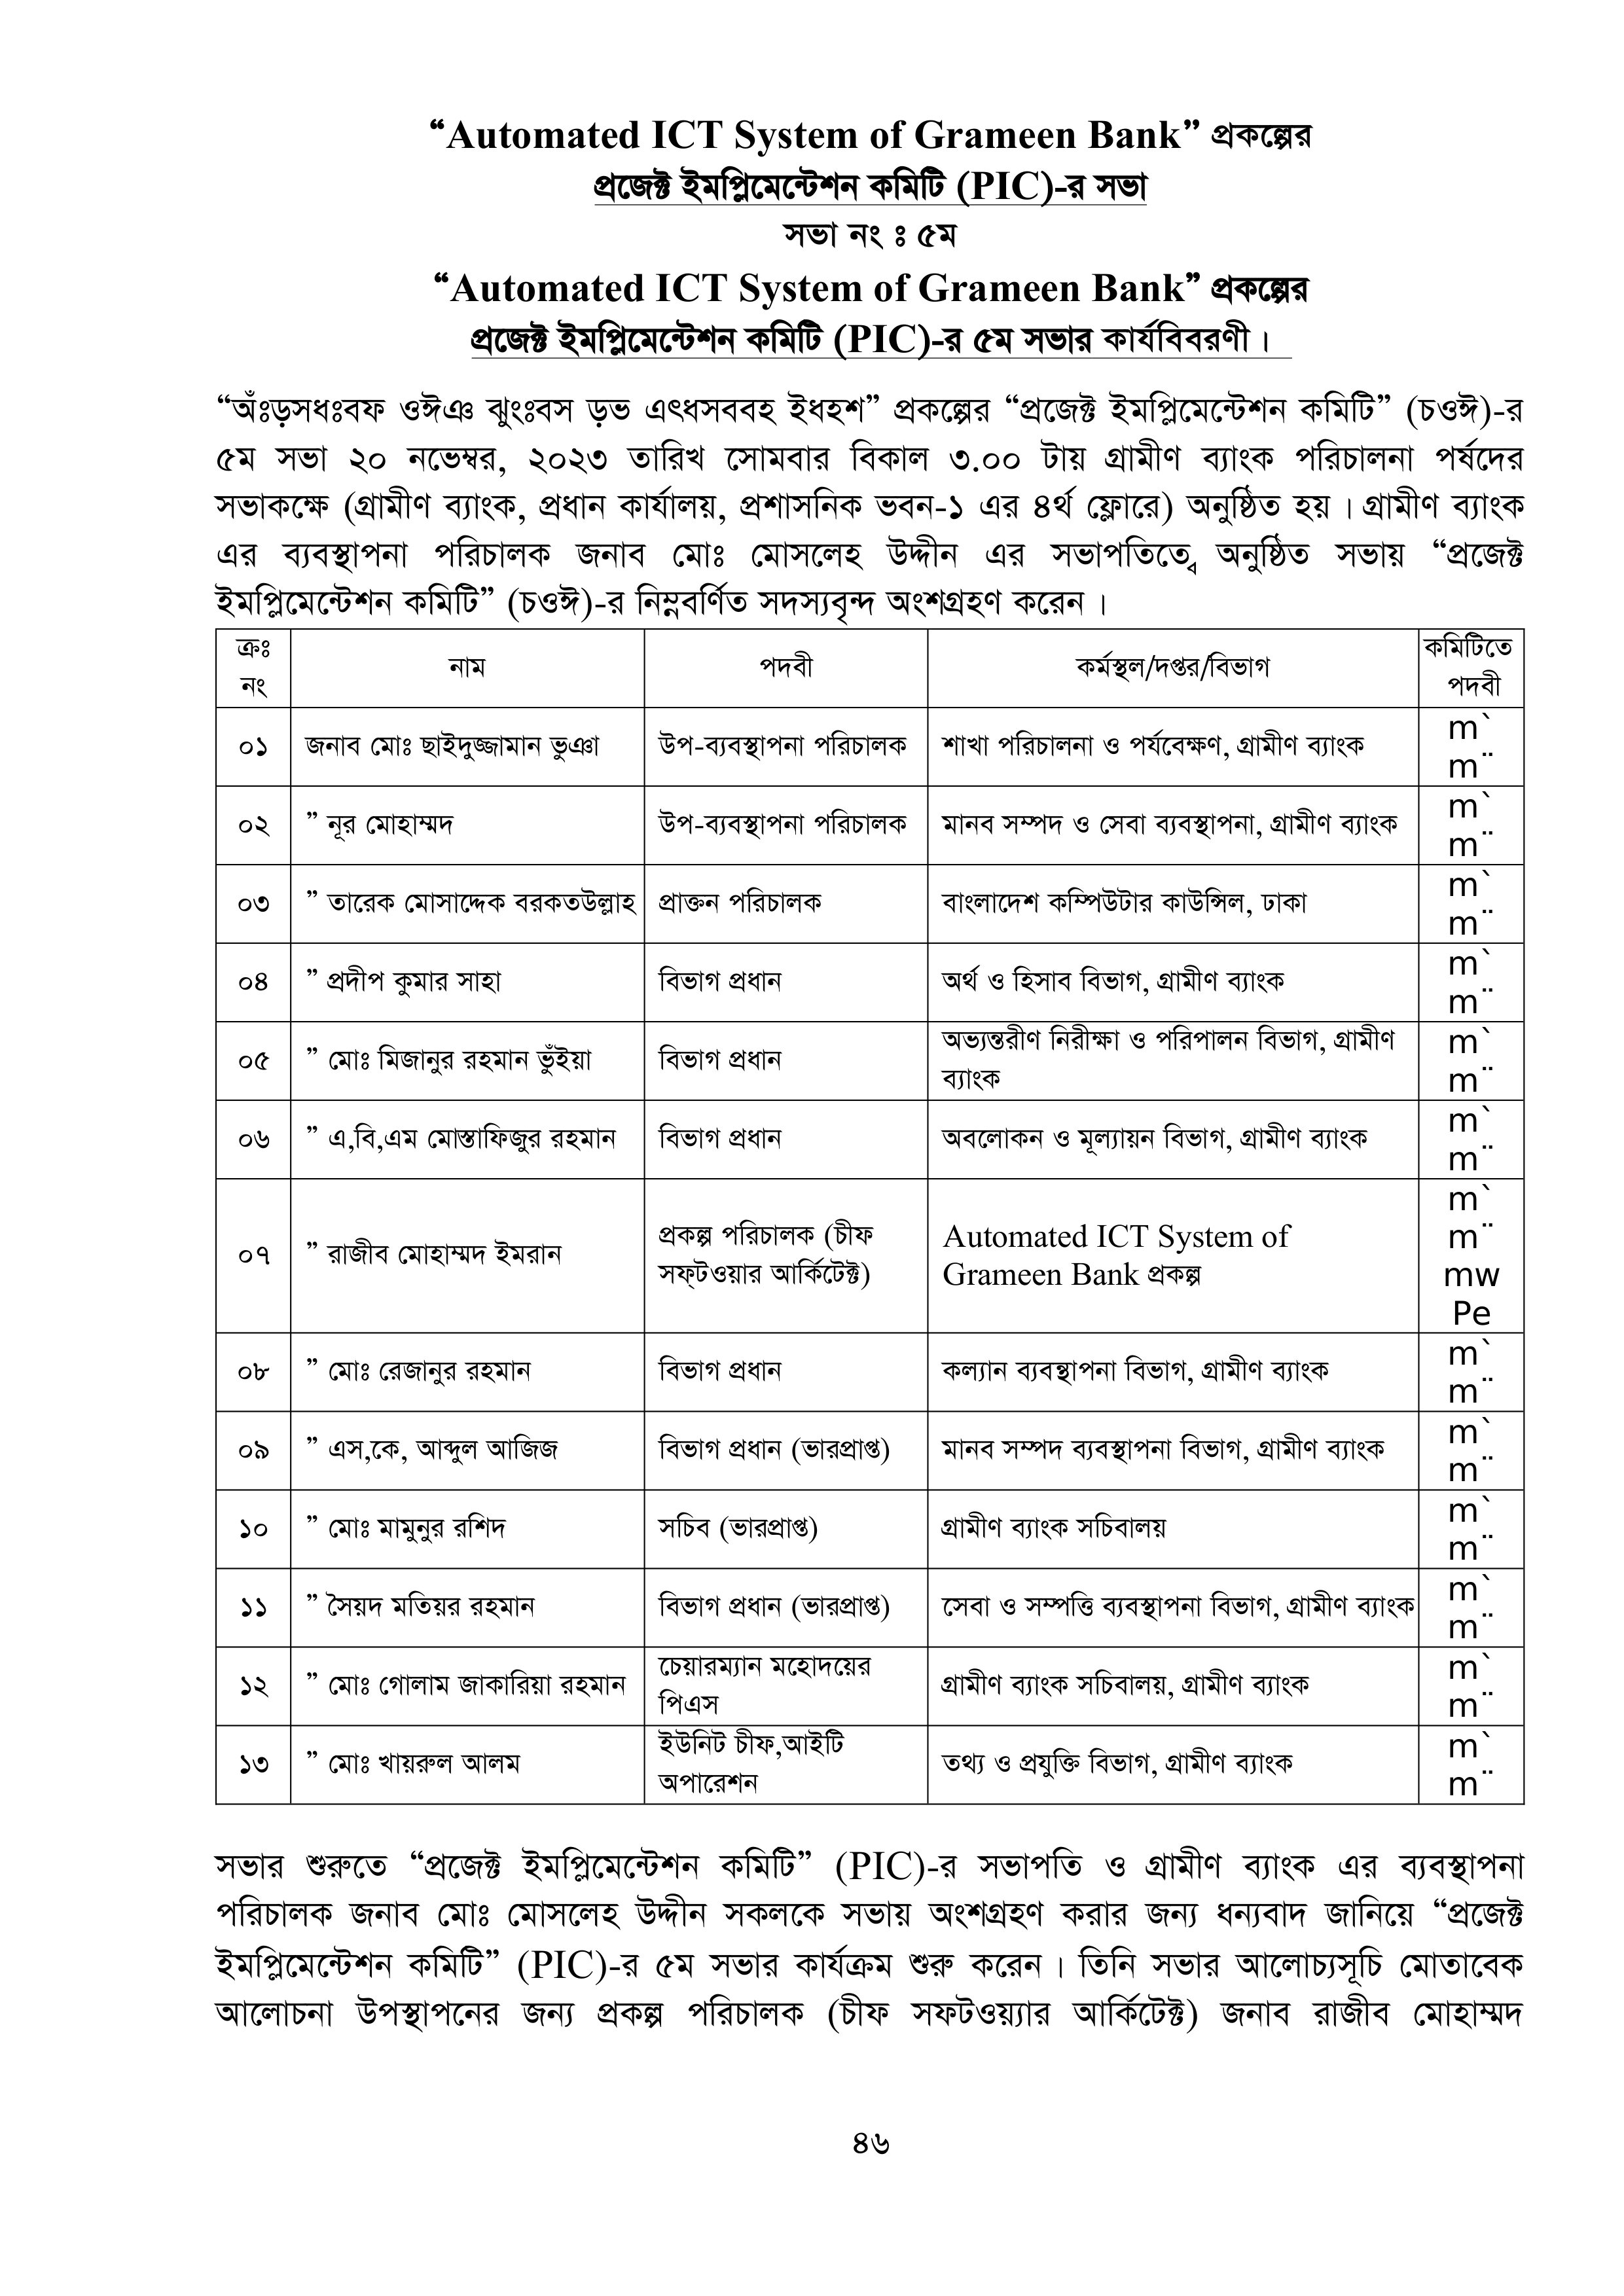 “Automated ICT System of Grameen Bank” প্রকল্পের
প্রজেক্ট ইমপ্লিমেন্টেশন কমিটি (PIC)-র সভা
সভা নং ঃ ৫ম
“Automated ICT System of Grameen Bank” প্রকল্পের
প্রজেক্ট ইমপ্লিমেন্টেশন কমিটি (PIC)-র ৫ম সভার কার্যবিবরণী।
“অঁঃড়সধঃবফ ওঈঞ ঝুংঃবস ড়ভ এৎধসববহ ইধহশ” প্রকল্পের “প্রজেক্ট ইমপ্লিমেন্টেশন কমিটি” (চওঈ)-র
৫ম সভা ২০ নভেম্বর, ২০২৩ তারিখ সোমবার বিকাল ৩.০০ টায় গ্রামীণ ব্যাংক পরিচালনা পর্ষদের
সভাকক্ষে (গ্রামীণ ব্যাংক, প্রধান কার্যালয়, প্রশাসনিক ভবন-১ এর ৪র্থ ফ্লোরে) অনুষ্ঠিত হয়। গ্রামীণ ব্যাংক
এর ব্যবস্থাপনা পরিচালক জনাব মোঃ মোসলেহ উদ্দীন এর সভাপতিত্বে অনুষ্ঠিত সভায় “প্রজেক্ট
ইমপ্লিমেন্টেশন কমিটি” (চওঈ)-র নিম্নবর্ণিত সদস্যবৃন্দ অংশগ্রহণ করেন।
ক্রঃ নং নাম পদবী কর্মস্থল/দপ্তর/বিভাগ কমিটিতে পদবী
০১ জনাব মোঃ ছাইদুজ্জামান ভুঞা উপ-ব্যবস্থাপনা পরিচালক শাখা পরিচালনা ও পর্যবেক্ষণ, গ্রামীণ ব্যাংক m` m¨
০২ ” নূর মোহাম্মদ উপ-ব্যবস্থাপনা পরিচালক মানব সম্পদ ও সেবা ব্যবস্থাপনা, গ্রামীণ ব্যাংক m` m¨
০৩ ” তারেক মোসাদ্দেক বরকতউল্লাহ প্রাক্তন পরিচালক বাংলাদেশ কম্পিউটার কাউন্সিল, ঢাকা m` m¨
০৪ ” প্রদীপ কুমার সাহা বিভাগ প্রধান অর্থ ও হিসাব বিভাগ, গ্রামীণ ব্যাংক m` m¨
০৫ ” মোঃ মিজানুর রহমান ভুঁইয়া বিভাগ প্রধান অভ্যন্তরীণ নিরীক্ষা ও পরিপালন বিভাগ, গ্রামীণ ব্যাংক m` m¨
০৬ ” এ,বি,এম মোস্তাফিজুর রহমান বিভাগ প্রধান অবলোকন ও মূল্যায়ন বিভাগ, গ্রামীণ ব্যাংক m` m¨
০৭ ” রাজীব মোহাম্মদ ইমরান প্রকল্প পরিচালক (চীফ সফ্‌টওয়ার আর্কিটেক্ট) Automated ICT System of Grameen Bank প্রকল্প m` m¨ mw Pe
০৮ ” মোঃ রেজানুর রহমান বিভাগ প্রধান কল্যান ব্যবস্থাপনা বিভাগ, গ্রামীণ ব্যাংক m` m¨
০৯ ” এস,কে, আব্দুল আজিজ বিভাগ প্রধান (ভারপ্রাপ্ত) মানব সম্পদ ব্যবস্থাপনা বিভাগ, গ্রামীণ ব্যাংক m` m¨
১০ ” মোঃ মামুনুর রশিদ সচিব (ভারপ্রাপ্ত) গ্রামীণ ব্যাংক সচিবালয় m` m¨
১১ ” সৈয়দ মতিয়র রহমান বিভাগ প্রধান (ভারপ্রাপ্ত) সেবা ও সম্পত্তি ব্যবস্থাপনা বিভাগ, গ্রামীণ ব্যাংক m` m¨
১২ ” মোঃ গোলাম জাকারিয়া রহমান চেয়ারম্যান মহোদয়ের পিএস গ্রামীণ ব্যাংক সচিবালয়, গ্রামীণ ব্যাংক m` m¨
১৩ ” মোঃ খায়রুল আলম ইউনিট চীফ,আইটি অপারেশন তথ্য ও প্রযুক্তি বিভাগ, গ্রামীণ ব্যাংক m` m¨
সভার শুরুতে “প্রজেক্ট ইমপ্লিমেন্টেশন কমিটি” (PIC)-র সভাপতি ও গ্রামীণ ব্যাংক এর ব্যবস্থাপনা
পরিচালক জনাব মোঃ মোসলেহ উদ্দীন সকলকে সভায় অংশগ্রহণ করার জন্য ধন্যবাদ জানিয়ে “প্রজেক্ট
ইমপ্লিমেন্টেশন কমিটি” (PIC)-র ৫ম সভার কার্যক্রম শুরু করেন। তিনি সভার আলোচ্যসূচি মোতাবেক
আলোচনা উপস্থাপনের জন্য প্রকল্প পরিচালক (চীফ সফটওয়্যার আর্কিটেক্ট) জনাব রাজীব মোহাম্মদ
৪৬